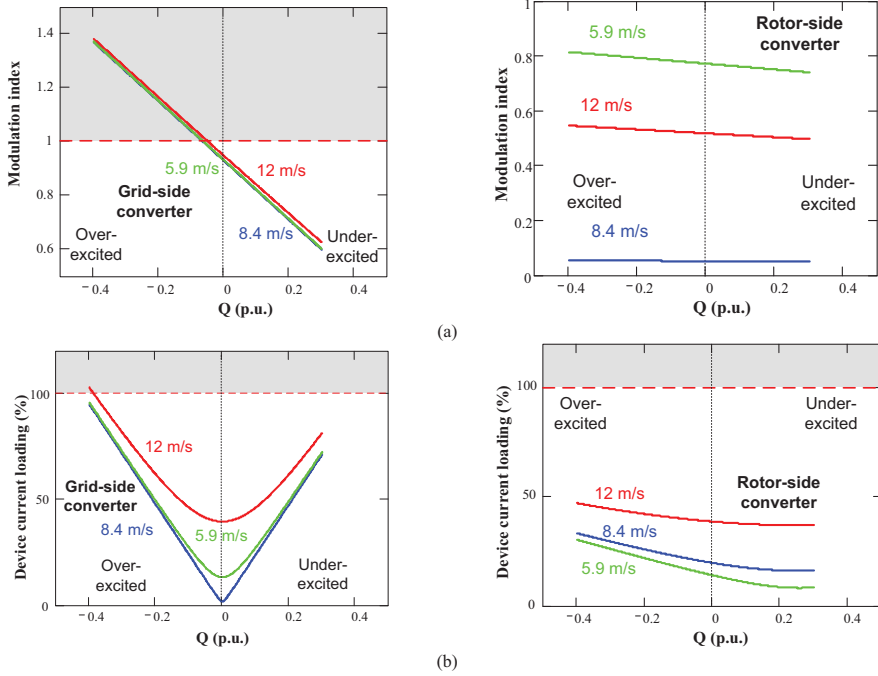 1.4
1.2
1
0.8
0.6
Modulation index
5.9 m/s
12 m/s
Grid-side
converter
8.4 m/s
Over-
excited
Under-
excited
−0.4
−0.2
0
0.2
0.4
Q (p.u.)
1
0.8
0.6
0.4
0.2
0
Modulation index
5.9 m/s
Rotor-side
converter
12 m/s
Over-
excited
Under-
excited
8.4 m/s
−0.4
−0.2
0
0.2
0.4
Q (p.u.)
(a)
100
50
0
Device current loading (%)
12 m/s
Grid-side
converter
8.4 m/s
5.9 m/s
Over-
excited
Under-
excited
−0.4
−0.2
0
0.2
0.4
Q (p.u.)
100
50
0
Device current loading (%)
Over-
excited
Under-
excited
12 m/s
Rotor-side
converter
8.4 m/s
5.9 m/s
−0.4
−0.2
0
0.2
0.4
Q (p.u.)
(b)